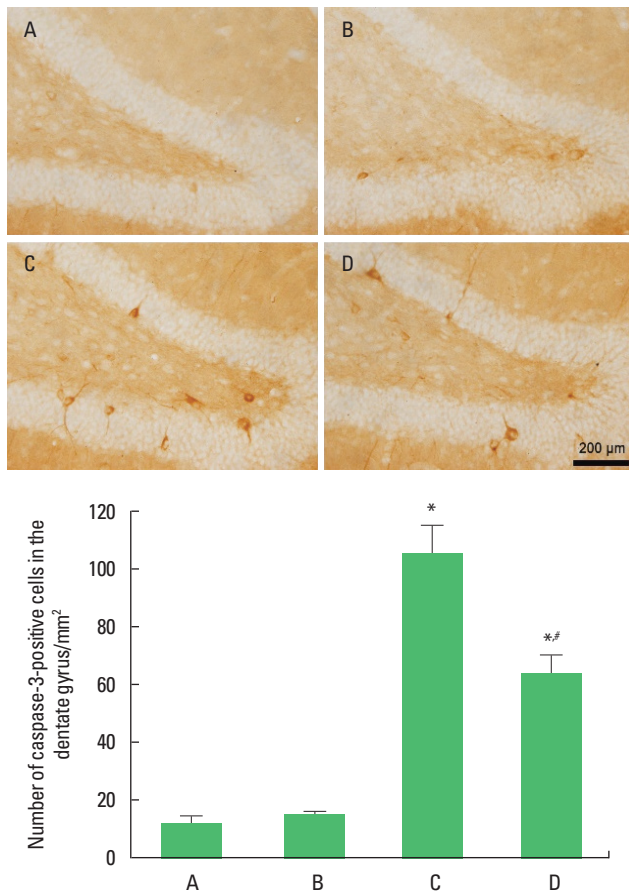 A
B
C
D
200 µm
Number of caspase-3-positive cells in the
dentate gyrus/mm²
120
100
80
60
40
20
0
*
*,#
A
B
C
D